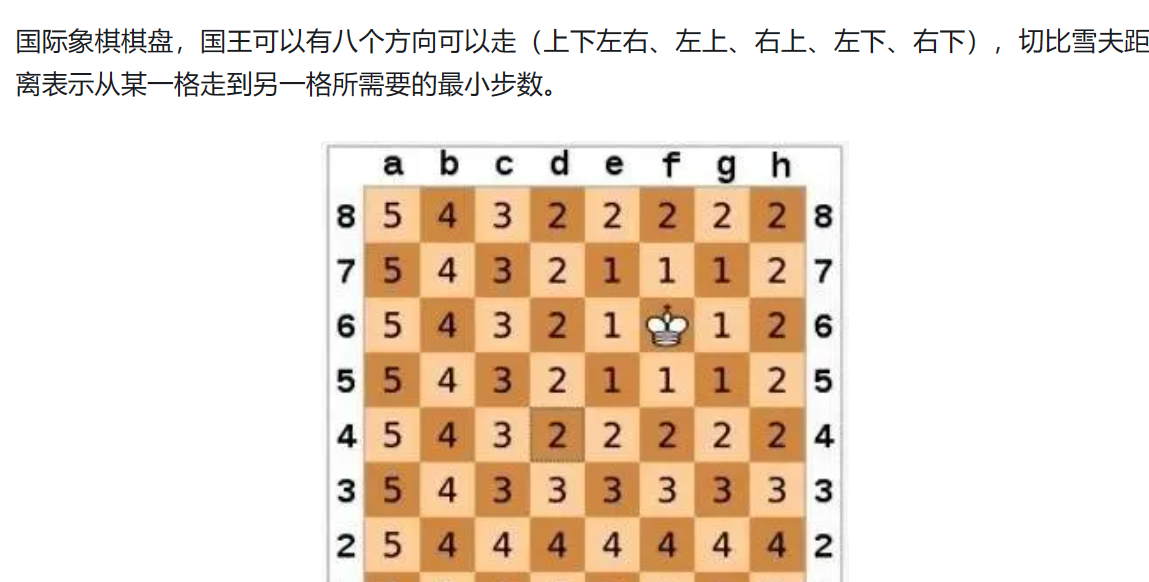 国际象棋棋盘，国王可以有八个方向可以走（上下左右、左上、右上、左下、右下），切比雪夫距
离表示从某一格走到另一格所需要的最小步数。
a b c d e f g h
8 5 4 3 2 2 2 2 2 8
7 5 4 3 2 1 1 1 2 7
6 5 4 3 2 1 1 2 6
5 5 4 3 2 1 1 1 2 5
4 5 4 3 2 2 2 2 2 4
3 5 4 3 3 3 3 3 3 3
2 5 4 4 4 4 4 4 4 2